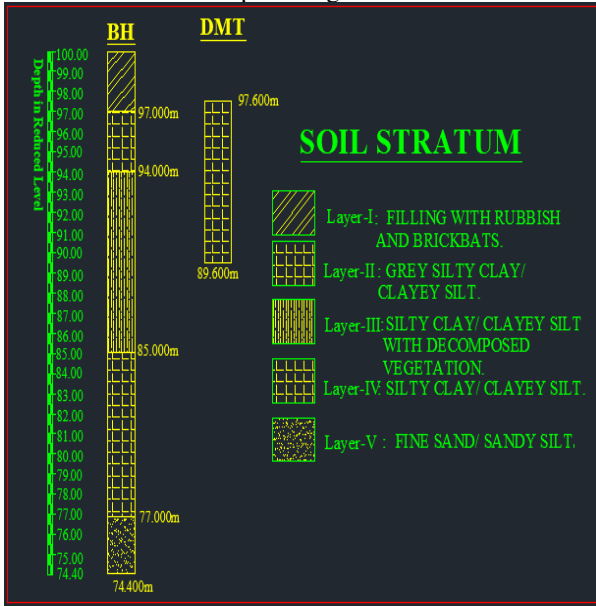 BH
DMT
Depth in Reduced Level
100.00
99.00
98.00
97.00
96.00
95.00
94.00
93.00
92.00
91.00
90.00
89.00
88.00
87.00
86.00
85.00
84.00
83.00
82.00
81.00
80.00
79.00
78.00
77.00
76.00
75.00
74.40
97.000m
94.000m
85.000m
77.000m
74.400m
97.600m
89.600m
SOIL STRATUM
Layer-I: FILLING WITH RUBBISH
AND BRICKBATS.
Layer-II: GREY SILTY CLAY/
CLAYEY SILT.
Layer-III: SILTY CLAY/ CLAYEY SILT
WITH DECOMPOSED
VEGETATION.
Layer-IV: SILTY CLAY/ CLAYEY SILT.
Layer-V : FINE SAND/ SANDY SILT.